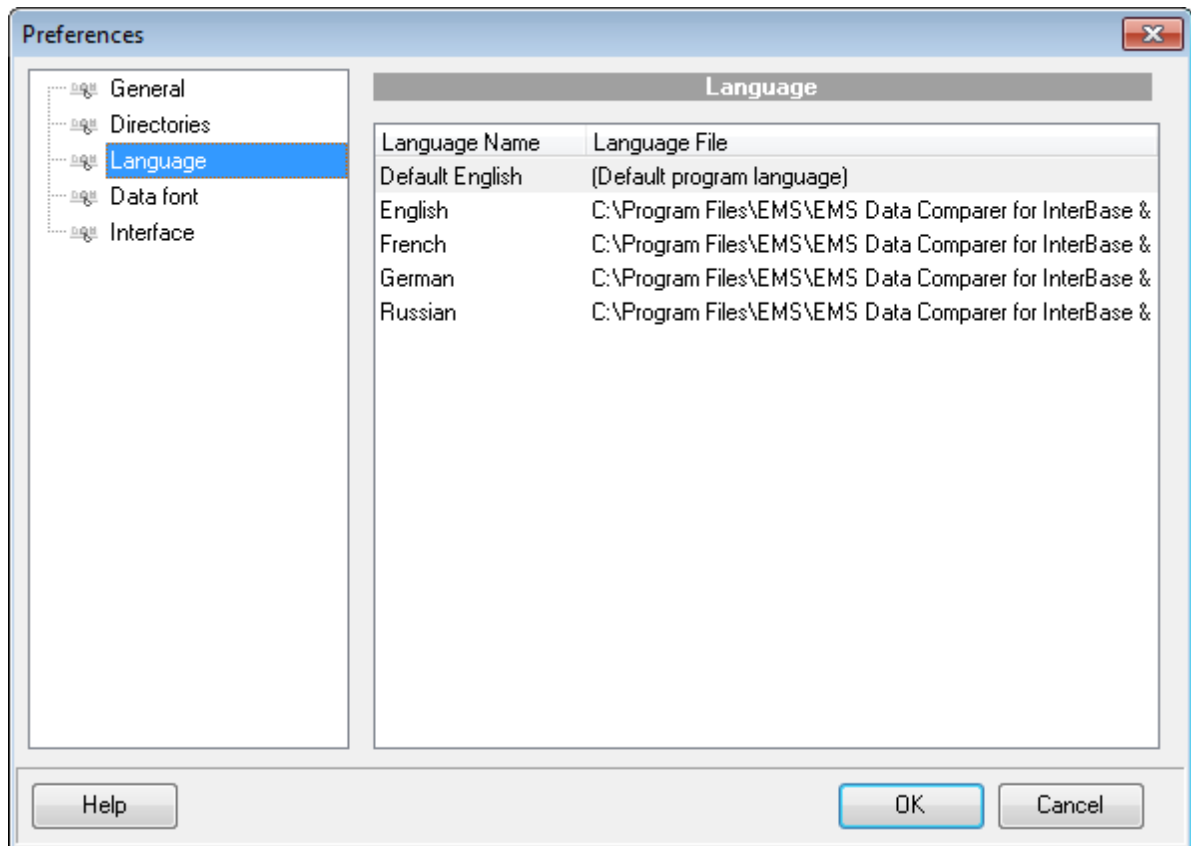 Preferences
General
Directories
Language
Data font
Interface
Language
Language Name Language File
Default English (Default program language)
English C:\Program Files\EMS\EMS Data Comparer for InterBase &
French C:\Program Files\EMS\EMS Data Comparer for InterBase &
German C:\Program Files\EMS\EMS Data Comparer for InterBase &
Russian C:\Program Files\EMS\EMS Data Comparer for InterBase &
Help OK Cancel